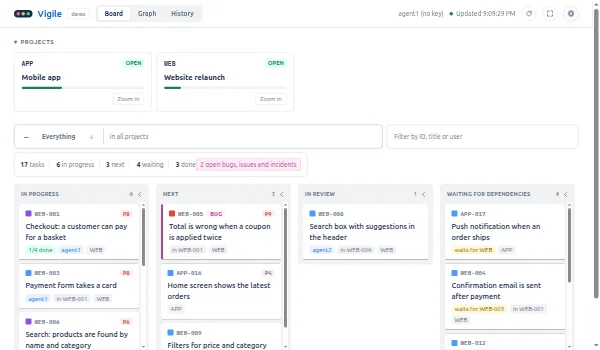 Vigile demo Board Graph History agent1 (no key) Updated 9:09:29 PM
PROJECTS
APP OPEN
Mobile app
Zoom in
WEB OPEN
Website relaunch
Zoom in
− Everything + in all projects
Filter by ID, title or user
17 tasks 6 in progress 3 next 4 waiting 3 done 2 open bugs, issues and incidents
IN PROGRESS 6
WEB-001 P8
Checkout: a customer can pay
for a basket
1/4 done agent1 WEB
WEB-003 P8
Payment form takes a card
agent1 in WEB-001 WEB
WEB-006 P6
Search: products are found by
name and category
NEXT 3
WEB-005 BUG P9
Total is wrong when a coupon
is applied twice
in WEB-001 WEB
APP-016 P4
Home screen shows the latest
orders
APP
WEB-009
Filters for price and category
IN REVIEW 1
WEB-008
Search box with suggestions in
the header
agent2 in WEB-006 WEB
WAITING FOR DEPENDENCIES 4
APP-017
Push notification when an
order ships
waits for WEB APP
WEB-004
Confirmation email is sent
after payment
waits for WEB-003 in WEB-001
WEB
WEB-012